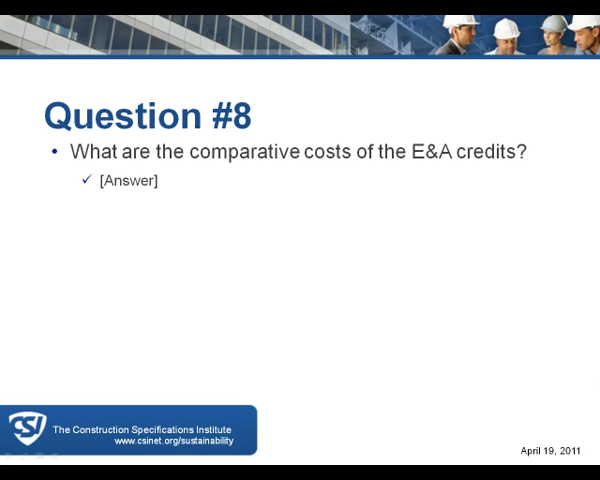 Question #8
• What are the comparative costs of the E&A credits?
✓ [Answer]
CSI
The Construction Specifications Institute
www.csinet.org/sustainability
April 19, 2011